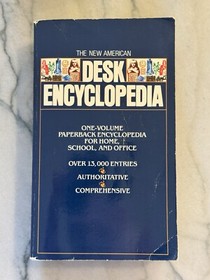 THE NEW AMERICAN
DESK
ENCYCLOPEDIA
ONE-VOLUME
PAPERBACK ENCYCLOPEDIA
FOR HOME,
SCHOOL, AND OFFICE
OVER 13,000 ENTRIES
AUTHORITATIVE
COMPREHENSIVE